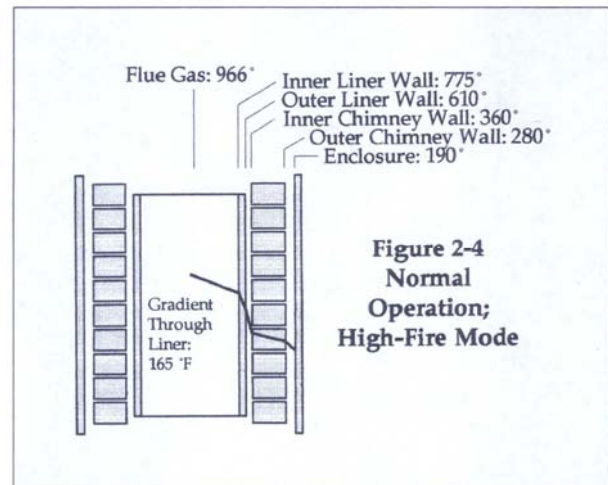 Flue Gas: 966°
Inner Liner Wall: 775°
Outer Liner Wall: 610°
Inner Chimney Wall: 360°
Outer Chimney Wall: 280°
Enclosure: 190°
Gradient
Through
Liner:
165 °F
Figure 2-4
Normal
Operation;
High-Fire Mode